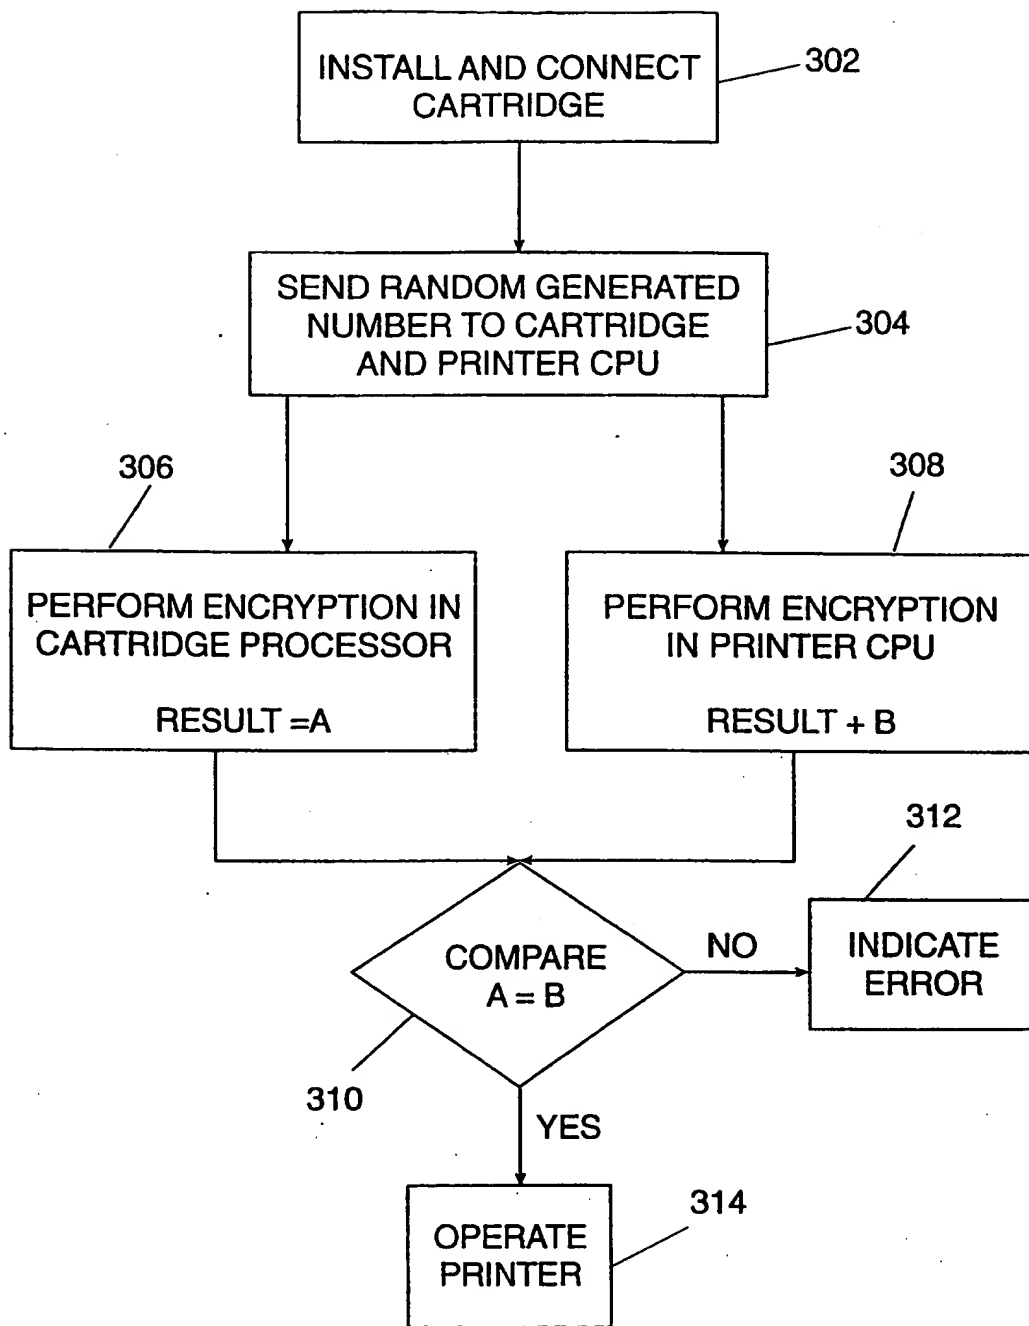 INSTALL AND CONNECT
CARTRIDGE
302
SEND RANDOM GENERATED
NUMBER TO CARTRIDGE
AND PRINTER CPU
304
306
308
PERFORM ENCRYPTION IN
CARTRIDGE PROCESSOR
RESULT =A
PERFORM ENCRYPTION
IN PRINTER CPU
RESULT + B
312
COMPARE
A = B
NO
INDICATE
ERROR
310
YES
314
OPERATE
PRINTER